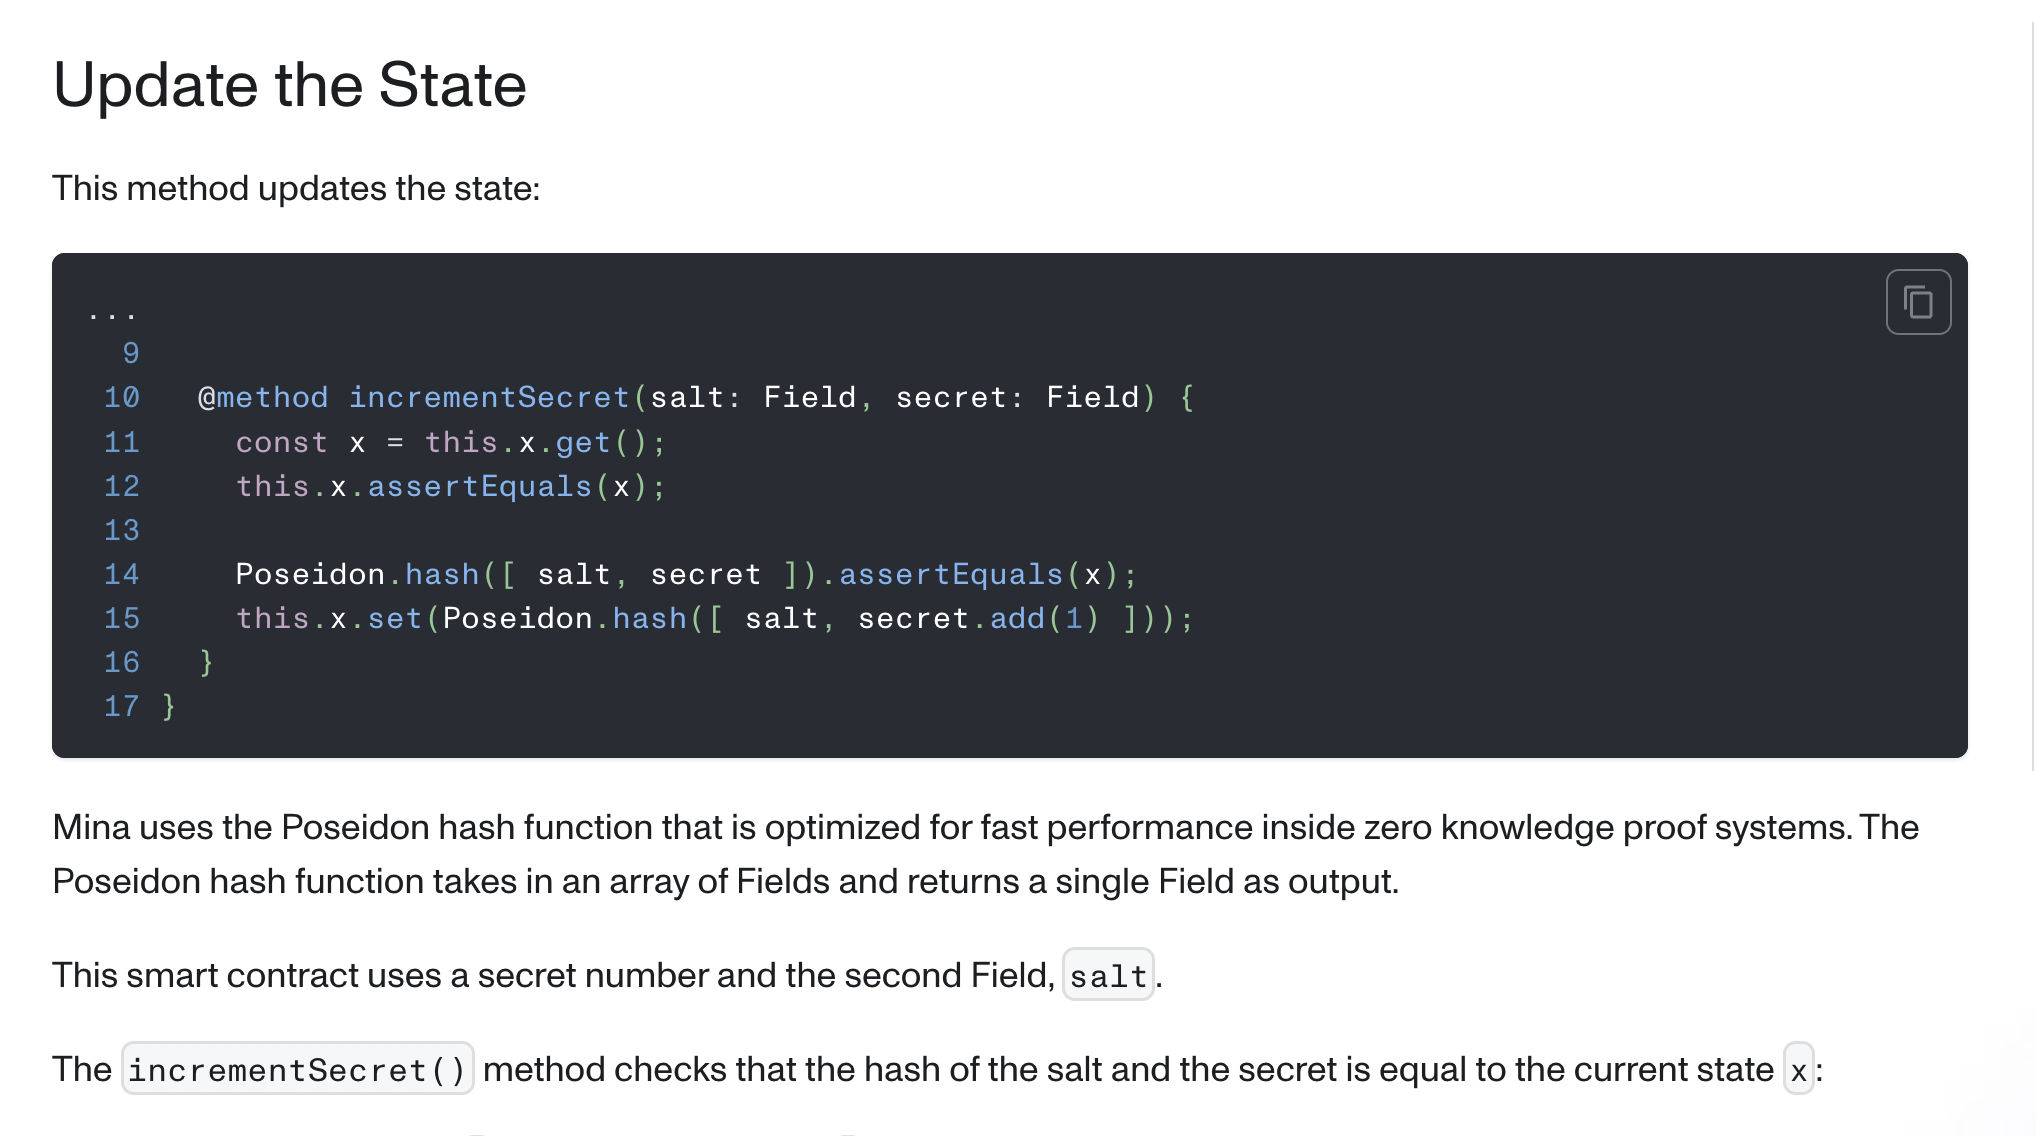 Update the State
This method updates the state:
...
9
10   @method incrementSecret(salt: Field, secret: Field) {
11     const x = this.x.get();
12     this.x.assertEquals(x);
13
14     Poseidon.hash([ salt, secret ]).assertEquals(x);
15     this.x.set(Poseidon.hash([ salt, secret.add(1) ]));
16   }
17 }
Mina uses the Poseidon hash function that is optimized for fast performance inside zero knowledge proof systems. The
Poseidon hash function takes in an array of Fields and returns a single Field as output.
This smart contract uses a secret number and the second Field, salt.
The incrementSecret() method checks that the hash of the salt and the secret is equal to the current state x: